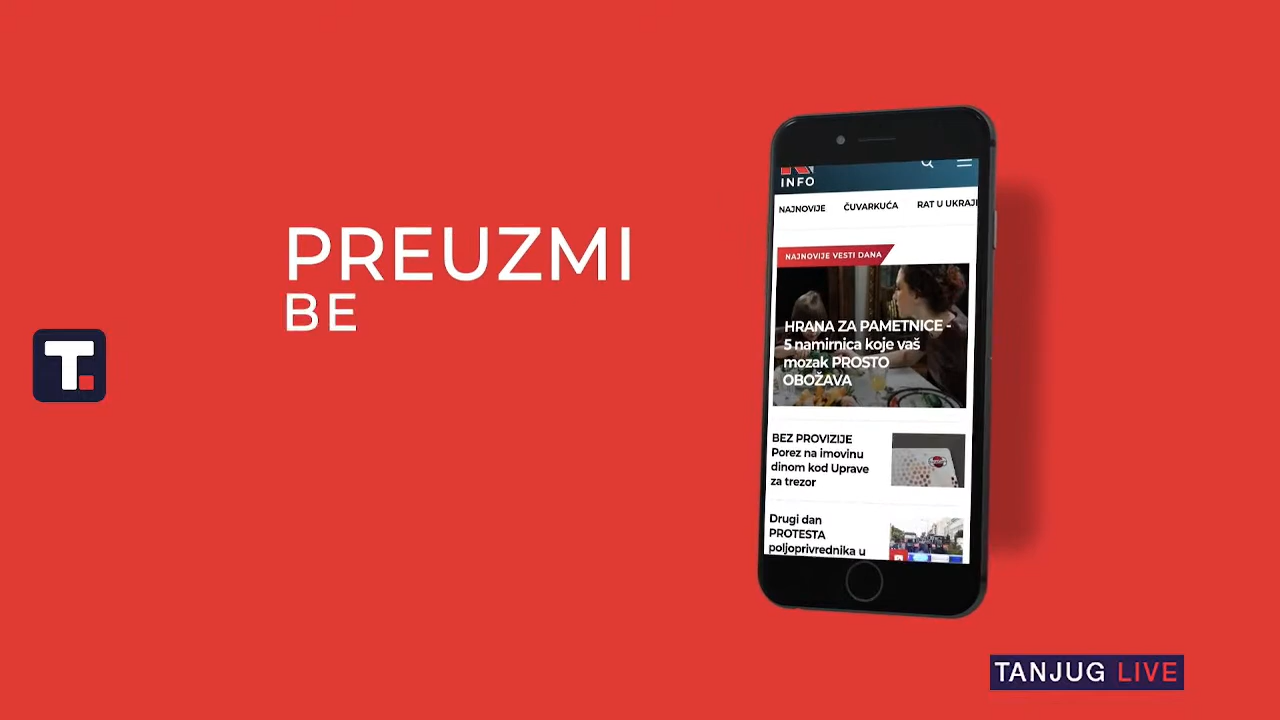 PREUZMI
BE
T.
INFO
NAJNOVIJE ČUVARKUĆA RAT U UKRAJI
NAJNOVIJE VESTI DANA
HRANA ZA PAMETNICE -
5 namirnica koje vaš
mozak PROSTO
OBOŽAVA
BEZ PROVIZIJE
Porez na imovinu
dinom kod Uprave
za trezor
Drugi dan
PROTESTA
poljoprivrednika u
TANJUG LIVE